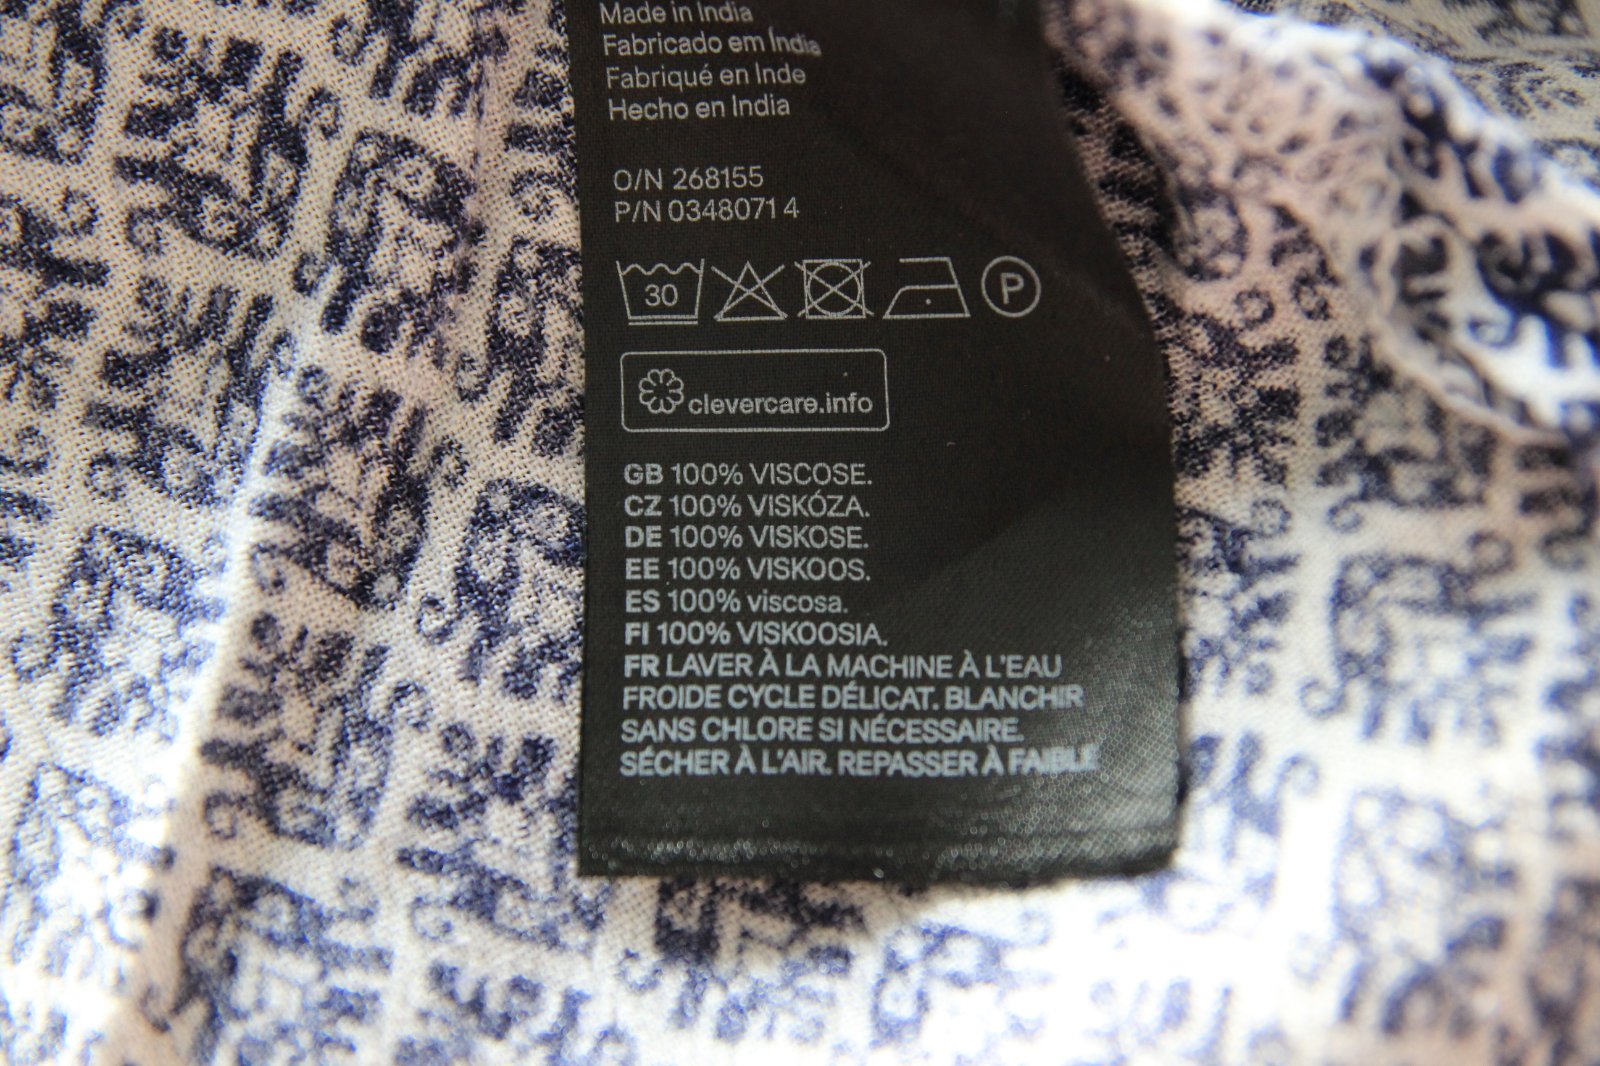 Made in India
Fabricado em Índia
Fabriqué en Inde
Hecho en India
O/N 268155
P/N 03480714
30
P
clevercare.info
GB 100% VISCOSE.
CZ 100% VISKÓZA.
DE 100% VISKOSE.
EE 100% VISKOOS.
ES 100% viscosa.
FI 100% VISKOOSIA.
FR LAVER À LA MACHINE À L'EAU
FROIDE CYCLE DÉLICAT. BLANCHIR
SANS CHLORE SI NÉCESSAIRE.
SÉCHER À L'AIR. REPASSER À FAIBLE